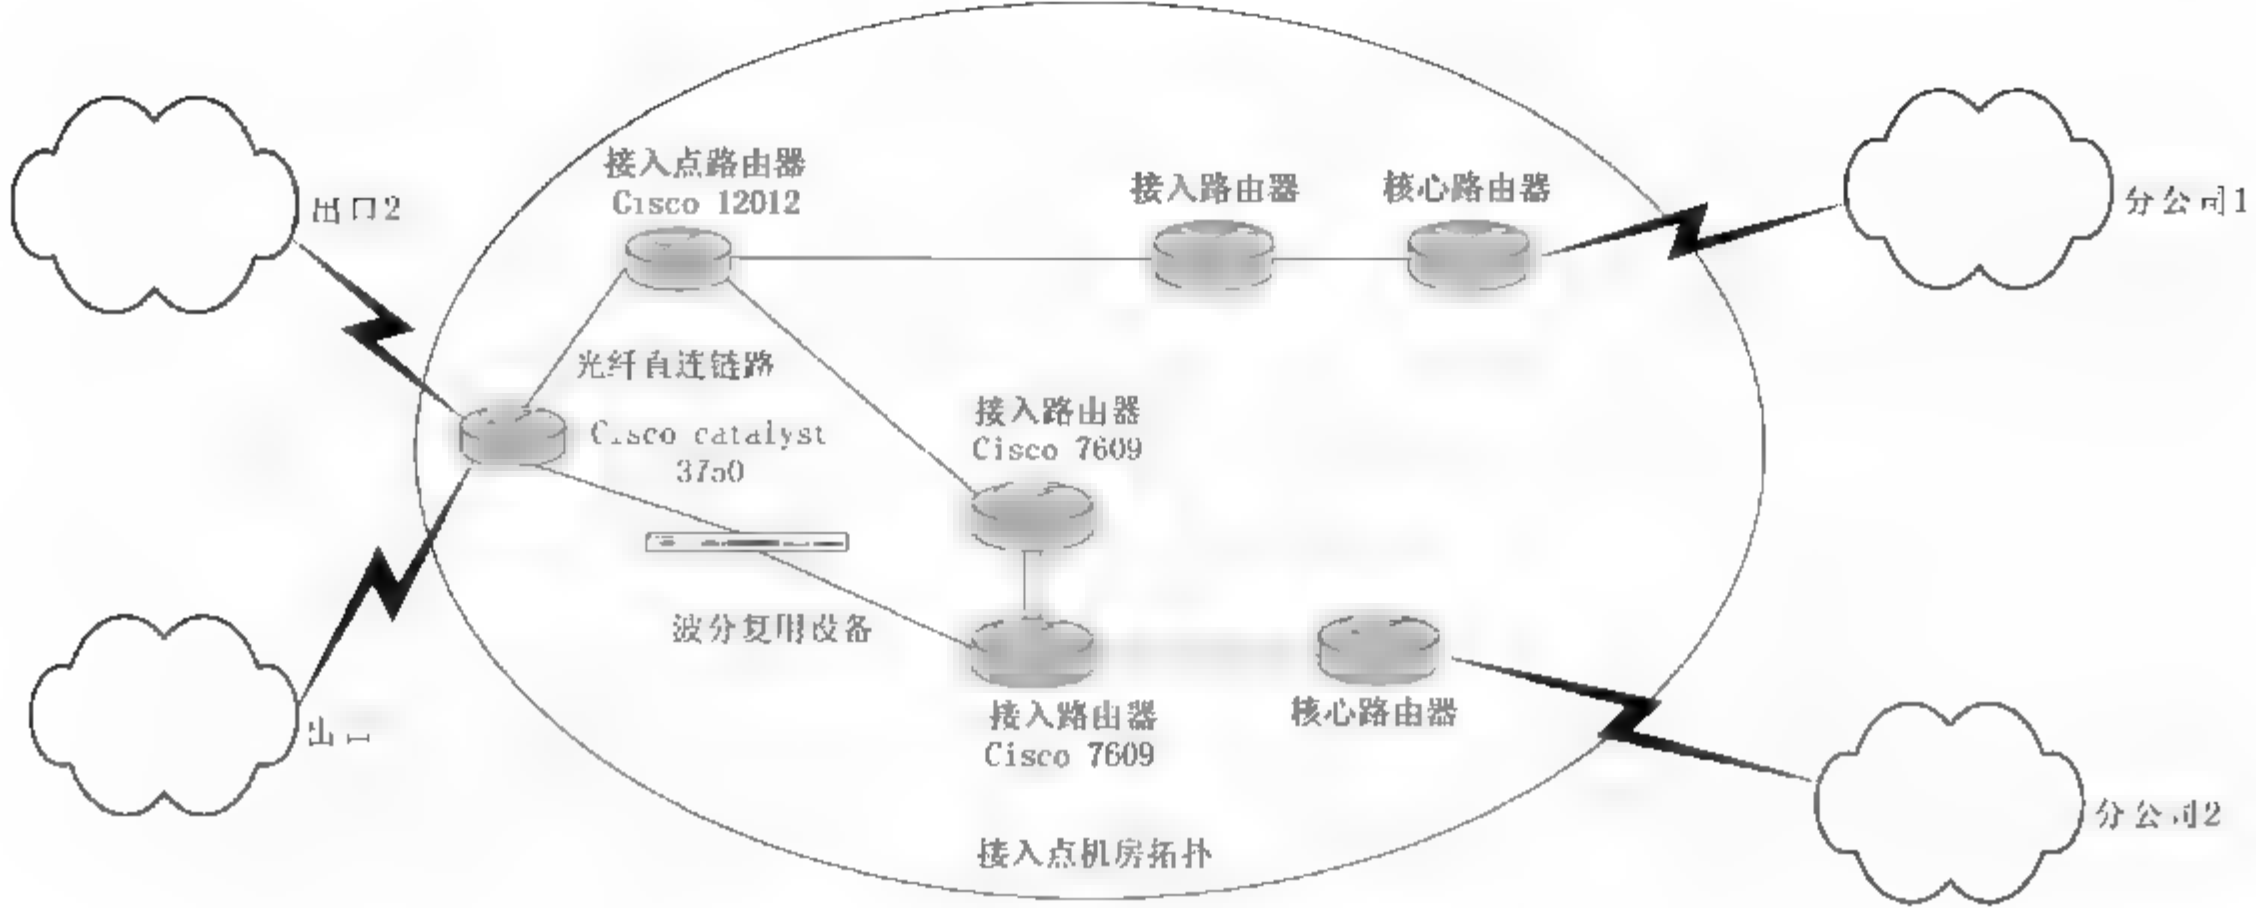 接入点路由器
Cisco 12012
接入路由器
核心路由器
出口2
分公司1
光纤直连链路
Cisco catalyst
3750
接入路由器
Cisco 7609
波分复用设备
接入路由器
Cisco 7609
核心路由器
出口
分公司2
接入点机房拓扑